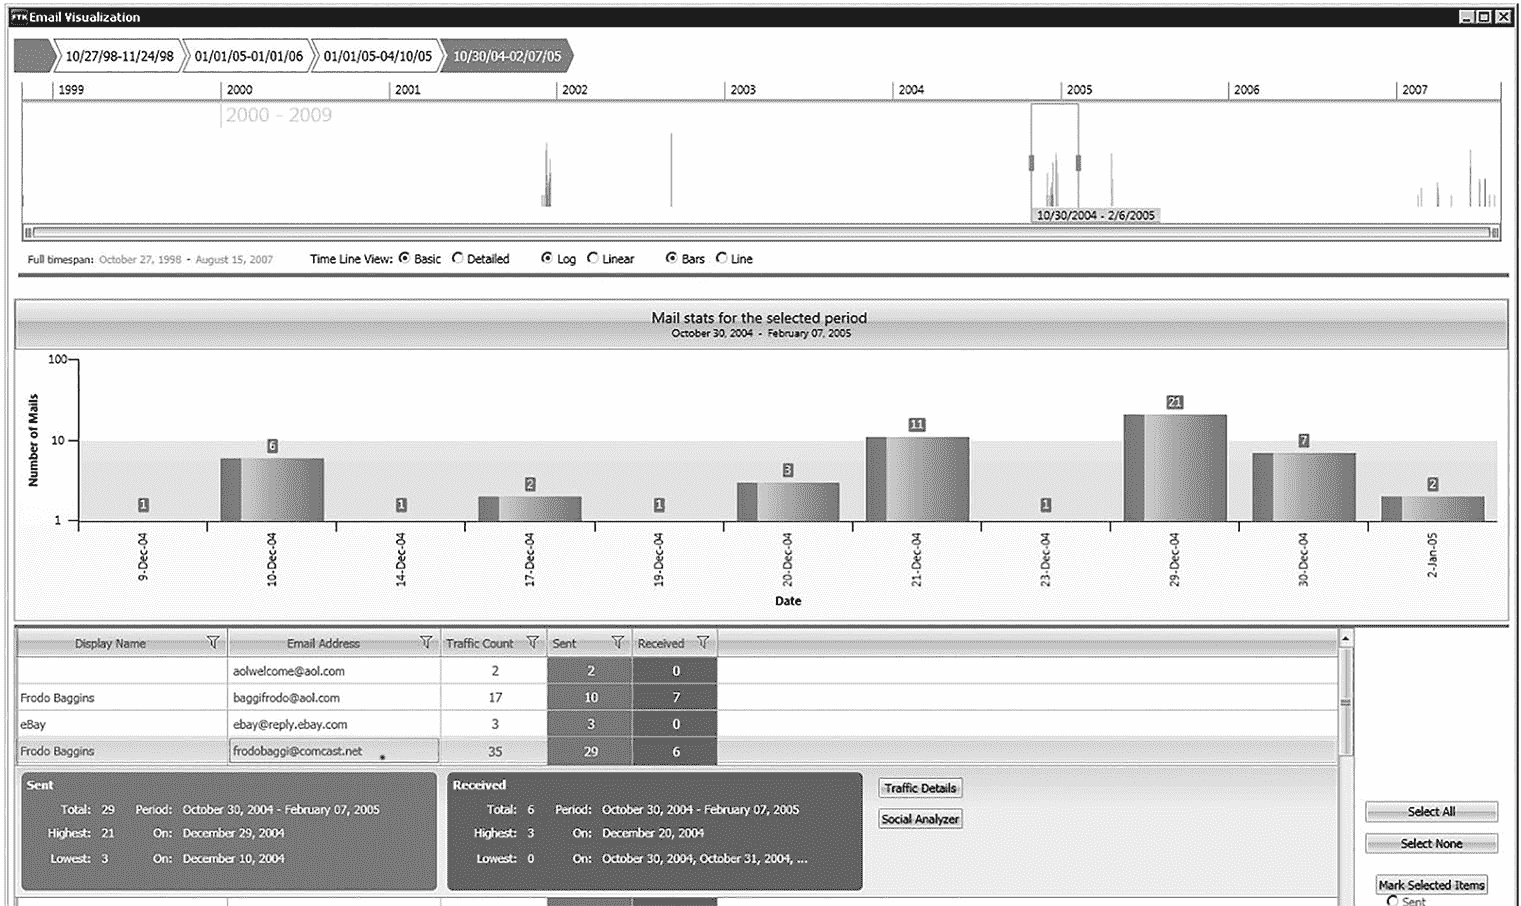 FTK Email Visualization
10/27/98-11/24/98 01/01/05-01/01/06 01/01/05-04/10/05 10/30/04-02/07/05
1999 2000 2001 2002 2003 2004 2005 2006 2007
2000 - 2009
10/30/2004 - 2/6/2005
Full timespan: October 27, 1998 - August 15, 2007 Time Line View: Basic Detailed Log Linear Bars Line
Mail stats for the selected period
October 30, 2004 - February 07, 2005
Number of Mails
100
10
1
1 6 1 2 1 3 11 1 21 7 2
9-Dec-04 10-Dec-04 14-Dec-04 17-Dec-04 19-Dec-04 20-Dec-04 21-Dec-04 23-Dec-04 29-Dec-04 30-Dec-04 2-Jan-05
Date
Display Name Email Address Traffic Count Sent Received
aolwelcome@aol.com 2 2 0
Frodo Baggins baggifrodo@aol.com 17 10 7
eBay ebay@reply.ebay.com 3 3 0
Frodo Baggins frodobaggi@comcast.net 35 29 6
Sent
Total: 29 Period: October 30, 2004 - February 07, 2005
Highest: 21 On: December 29, 2004
Lowest: 3 On: December 10, 2004
Received
Total: 6 Period: October 30, 2004 - February 07, 2005
Highest: 3 On: December 20, 2004
Lowest: 0 On: October 30, 2004, October 31, 2004, ...
Traffic Details
Social Analyzer
Select All
Select None
Mark Selected Items
Sent